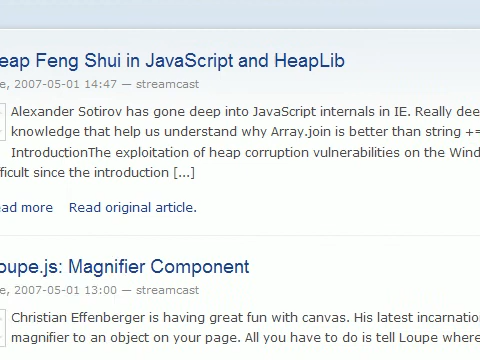 eap Feng Shui in JavaScript and HeapLib
e, 2007-05-01 14:47 — streamcast
Alexander Sotirov has gone deep into JavaScript internals in IE. Really dee
knowledge that help us understand why Array.join is better than string +=
IntroductionThe exploitation of heap corruption vulnerabilities on the Wind
fficult since the introduction [...]
ad more Read original article.
oupe.js: Magnifier Component
e, 2007-05-01 13:00 — streamcast
Christian Effenberger is having great fun with canvas. His latest incarnatio
magnifier to an object on your page. All you have to do is tell Loupe where